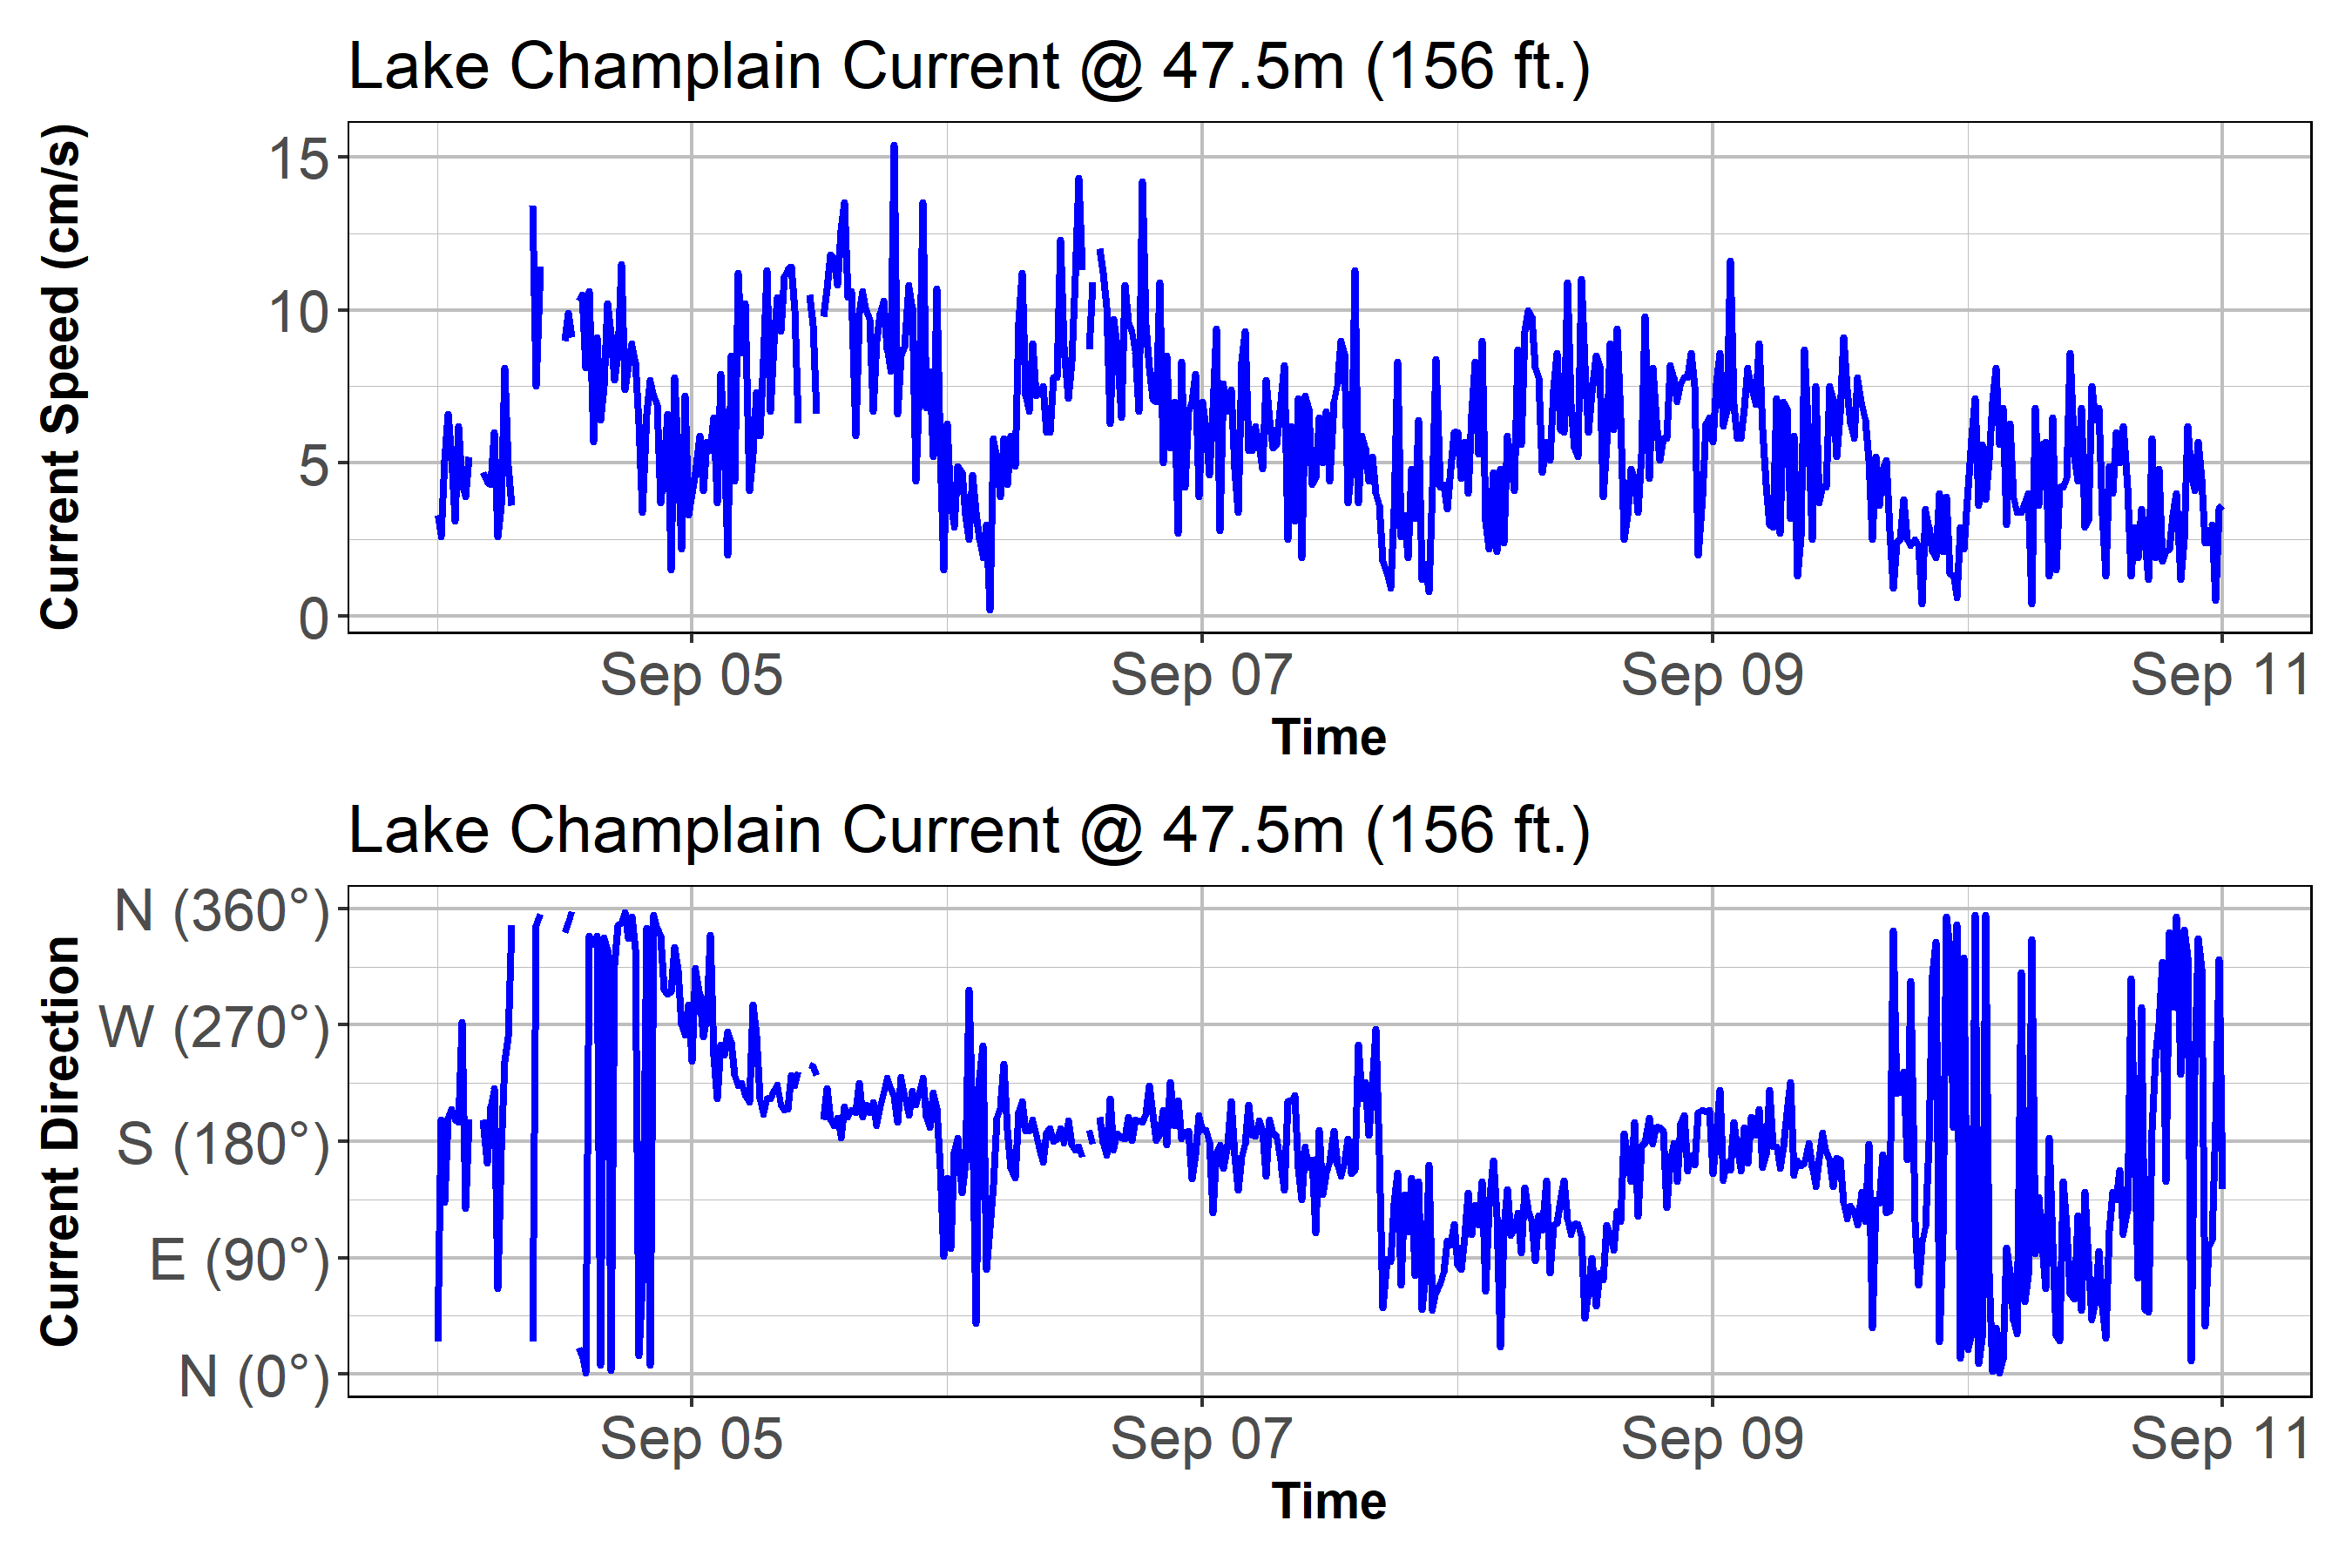 Lake Champlain Current @ 47.5m (156 ft.)
Current Speed (cm/s)
15
10
5
0
Sep 05 Sep 07 Sep 09 Sep 11
Time
Lake Champlain Current @ 47.5m (156 ft.)
Current Direction
N (360°)
W (270°)
S (180°)
E (90°)
N (0°)
Sep 05 Sep 07 Sep 09 Sep 11
Time